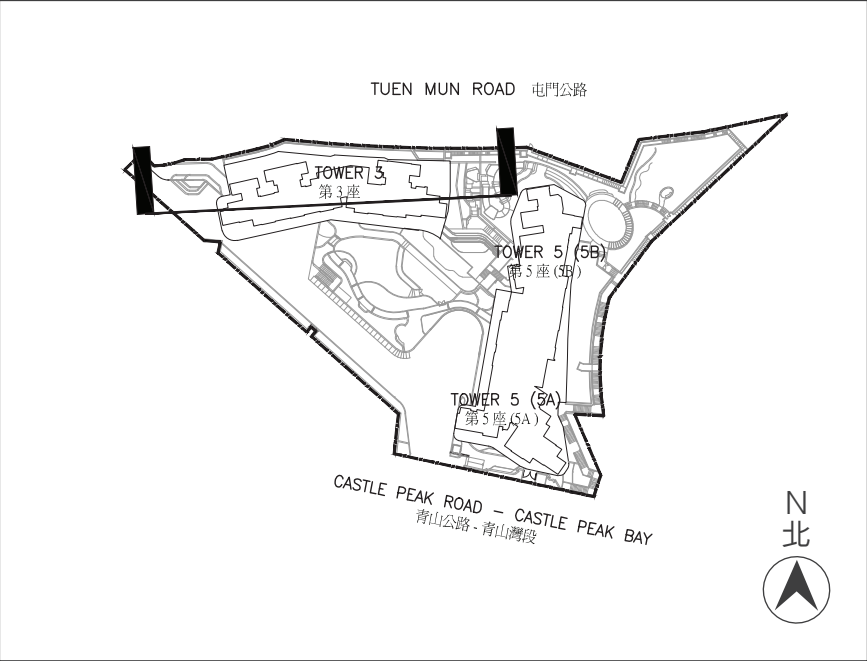 TUEN MUN ROAD 屯門公路
TOWER 3
第 3 座
TOWER 5 (5B)
第 5 座 (5B)
TOWER 5 (5A)
第 5 座 (5A)
CASTLE PEAK ROAD – CASTLE PEAK BAY
青山公路 - 青山灣段
N
北